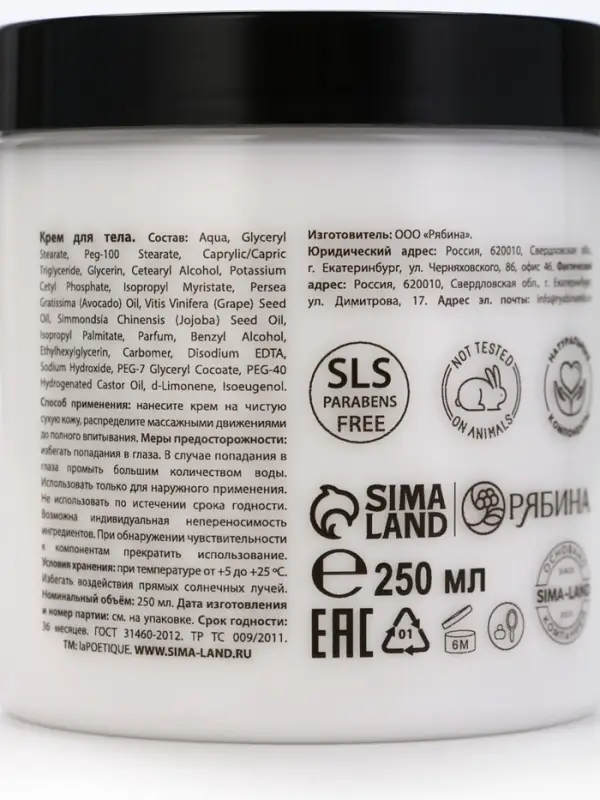 Крем для тела. Состав: Aqua, Glyceryl
Stearate, Peg-100 Stearate, Caprylic/Capric
Triglyceride, Glycerin, Cetearyl Alcohol, Potassium
Cetyl Phosphate, Isopropyl Myristate, Persea
Gratissima (Avocado) Oil, Vitis Vinifera (Grape) Seed
Oil, Simmondsia Chinensis (Jojoba) Seed Oil,
Isopropyl Palmitate, Parfum, Benzyl Alcohol,
Ethylhexylglycerin, Carbomer, Disodium EDTA,
Sodium Hydroxide, PEG-7 Glyceryl Cocoate, PEG-40
Hydrogenated Castor Oil, d-Limonene, Isoeugenol.
Способ применения: нанесите крем на чистую
сухую кожу, распределите массажными движениями
до полного впитывания. Меры предосторожности:
избегать попадания в глаза. В случае попадания в
глаза промыть большим количеством воды.
Использовать только для наружного применения.
Не использовать по истечении срока годности.
Возможна индивидуальная непереносимость
ингредиентов. При обнаружении чувствительности
к компонентам прекратить использование.
Условия хранения: при температуре от +5 до +25 ºС.
Избегать воздействия прямых солнечных лучей.
Номинальный объём: 250 мл. Дата изготовления
и номер партии: см. на упаковке. Срок годности:
36 месяцев. ГОСТ 31460-2012. ТР ТС 009/2011.
ТМ: laPOETIQUE. WWW.SIMA-LAND.RU
Изготовитель: ООО «Рябина».
Юридический адрес: Россия, 620010, Свердловская обл.,
г. Екатеринбург, ул. Черняховского, 86, офис 46. Фактический
адрес: Россия, 620010, Свердловская обл., г. Екатеринбург,
ул. Димитрова, 17. Адрес эл. почты:
SLS
PARABENS
FREE
NOT TESTED
ON ANIMALS
НАТУРАЛЬНЫЕ
КОМПОНЕНТЫ
SIMA
LAND
РЯБИНА
℮ 250 мл
ОСНОВАНО
SIMA-LAND
КОМПАНИЕЙ
EAC
01
6M